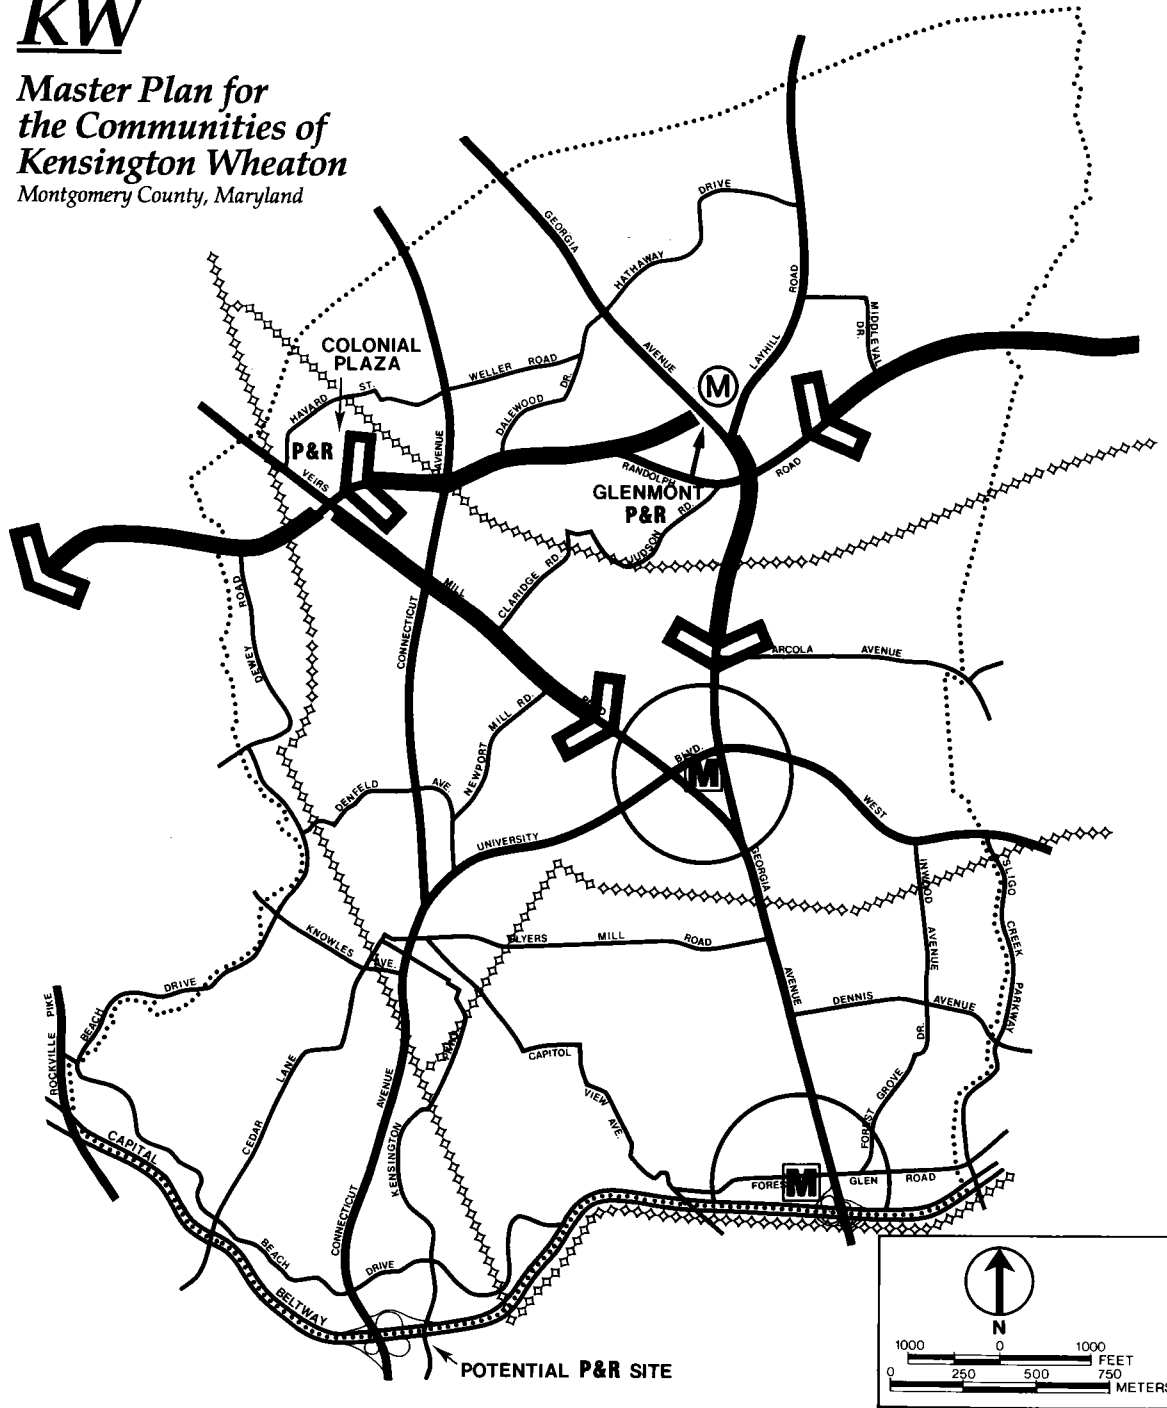 KW
Master Plan for
the Communities of
Kensington Wheaton
Montgomery County, Maryland
DRIVE
GEORGIA
HATHAWAY
ROAD
MIDDLEVALE
DR.
AVENUE
LAYHILL
COLONIAL
PLAZA
WELLER ROAD
M
HAVARD ST.
DALEWOOD DR.
P&R
AVENUE
VEIRS
RANDOLPH
ROAD
GLENMONT
P&R
JUDSON RD.
CLARIDGE RD.
MILL
ROAD
DEWEY
CONNECTICUT
ARCOLA AVENUE
ROAD
NEWPORT MILL RD.
BLVD.
M
DENFELD AVE.
WEST
UNIVERSITY
GEORGIA
INWOOD
AVENUE
DR.
SLIGO
CREEK
PARKWAY
KNOWLES
AVE.
PLYERS MILL ROAD
AVENUE
DENNIS AVENUE
BEACH DRIVE
ROCKVILLE PIKE
CEDAR LANE
AVENUE
CAPITOL
VIEW AVE.
PKWY.
KENSINGTON
FOREST GROVE
CAPITAL
M
FOREST GLEN ROAD
CONNECTICUT
BEACH DRIVE
BELTWAY
POTENTIAL P&R SITE
N
1000 0 1000
FEET
0 250 500 750
METERS